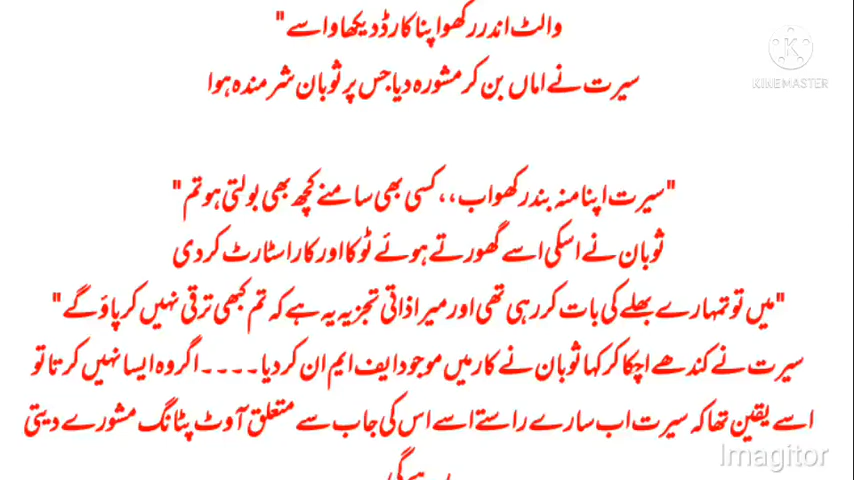 والٹ اندر رکھو اپنا کارڈ دیکھاو اسے"
KINEMASTER
سیرت نے اماں بن کر مشورہ دیا جس پر ثوبان شرمندہ ہوا
"سیرت اپنا منہ بند رکھو اب،، کسی بھی سامنے کچھ بھی بولتی ہو تم"
ثوبان نے اسکی اسے گھورتے ہوئے ٹوکا اور کار اسٹارٹ کر دی
"میں تو تمہارے بھلے کی بات کر رہی تھی اور میرا ذاتی تجزیہ یہ ہے کہ تم کبھی ترقی نہیں کر پاؤ گے"
سیرت نے کندھے اچکا کر کہا ثوبان نے کار میں موجود ایف ایم ان کر دیا۔۔۔۔ اگر وہ ایسا نہیں کرتا تو
اسے یقین تھا کہ سیرت اب سارے راستے اسے اس کی جاب سے متعلق آوٹ پٹانگ مشورے دیتی
Imagitor